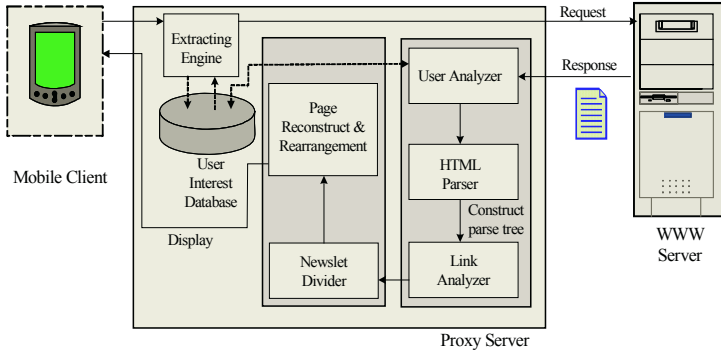 Request
Extracting
Engine
User Analyzer
Response
Page
Reconstruct &
Rearrangement
User
Interest
Database
HTML
Parser
Mobile Client
Construct
parse tree
Display
Newslet
Divider
Link
Analyzer
WWW
Server
Proxy Server